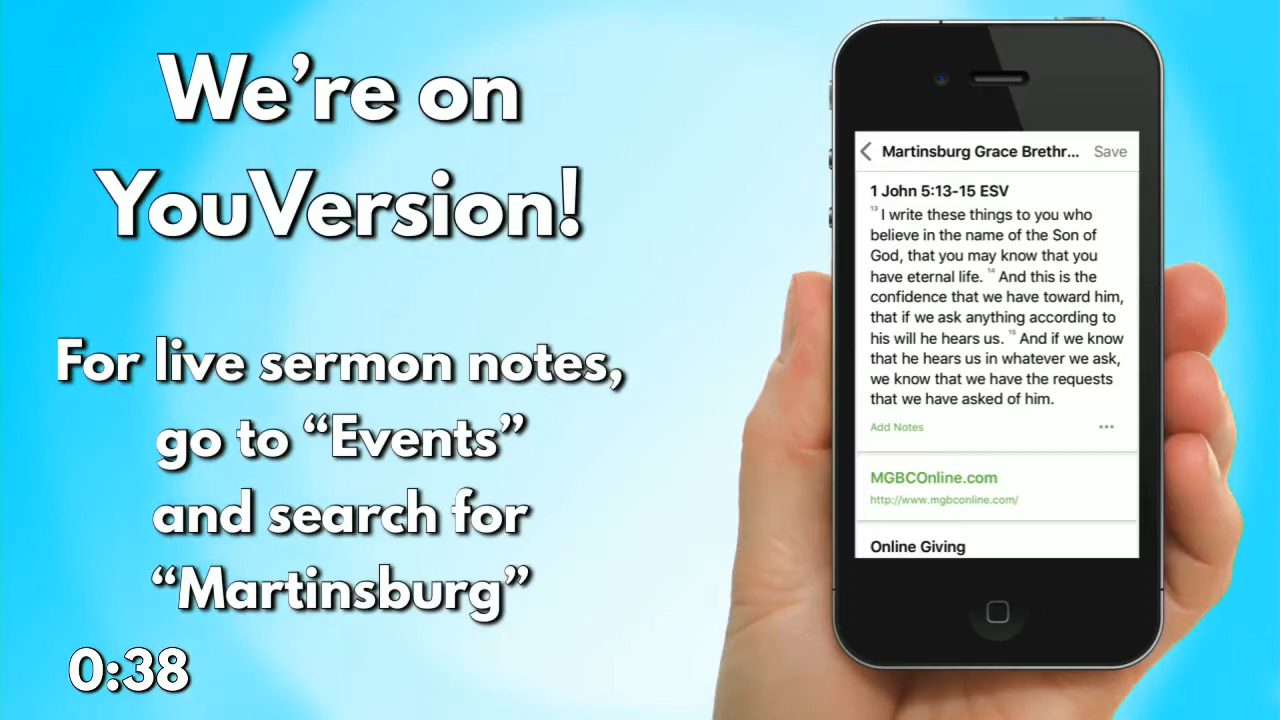 We’re on
YouVersion!
For live sermon notes,
go to “Events”
and search for
“Martinsburg”
0:38
Martinsburg Grace Brethr... Save
1 John 5:13-15 ESV
13 I write these things to you who
believe in the name of the Son of
God, that you may know that you
have eternal life. 14 And this is the
confidence that we have toward him,
that if we ask anything according to
his will he hears us. 15 And if we know
that he hears us in whatever we ask,
we know that we have the requests
that we have asked of him.
Add Notes
MGBCOnline.com
http://www.mgbconline.com/
Online Giving